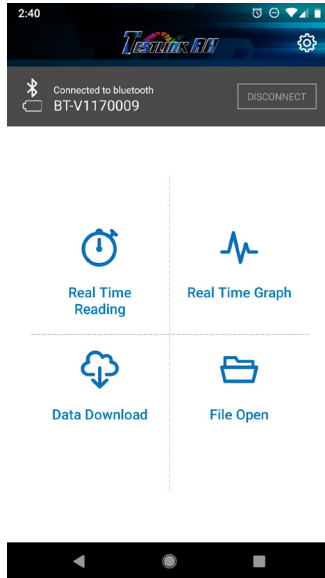 2:40
TESTLINK RH
Connected to bluetooth
BT-V1170009
DISCONNECT
Real Time
Reading
Real Time Graph
Data Download
File Open